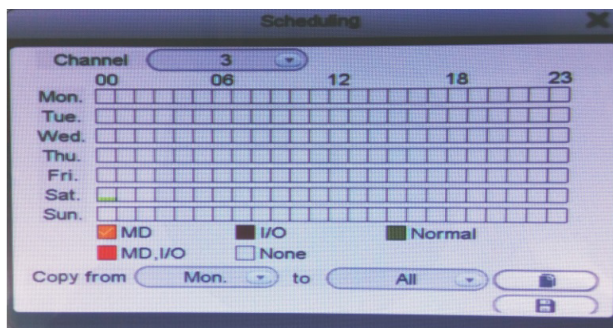 Scheduling
Channel 3
00 06 12 18 23
Mon.
Tue.
Wed.
Thu.
Fri.
Sat.
Sun.
MD I/O Normal
MD,I/O None
Copy from Mon. to All